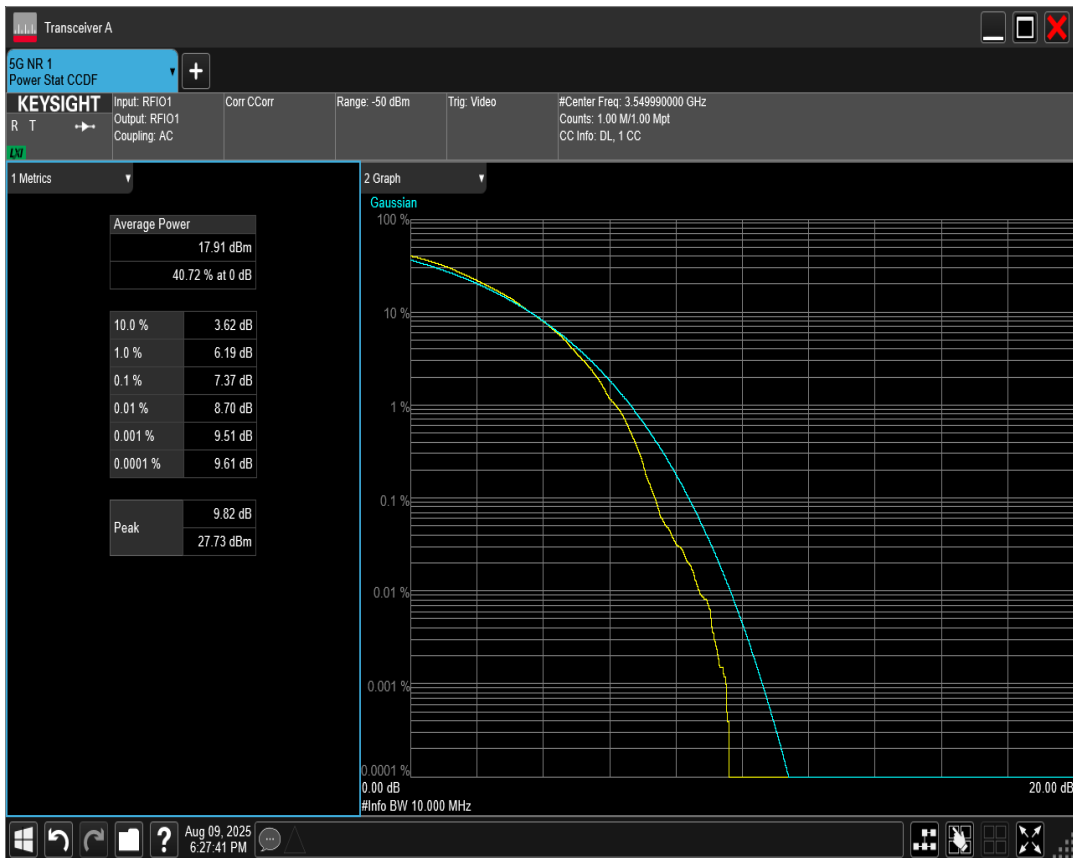 Transceiver A
5G NR 1
Power Stat CCDF
KEYSIGHT
R T
LXI
Input: RFIO1
Output: RFIO1
Coupling: AC
Corr CCorr
Range: -50 dBm
Trig: Video
#Center Freq: 3.549990000 GHz
Counts: 1.00 M/1.00 Mpt
CC Info: DL, 1 CC
1 Metrics
Average Power
17.91 dBm
40.72 % at 0 dB
10.0 % 3.62 dB
1.0 % 6.19 dB
0.1 % 7.37 dB
0.01 % 8.70 dB
0.001 % 9.51 dB
0.0001 % 9.61 dB
Peak
9.82 dB
27.73 dBm
2 Graph
Gaussian
100 %
10 %
1 %
0.1 %
0.01 %
0.001 %
0.0001 %
0.00 dB 20.00 dB
#Info BW 10.000 MHz
? Aug 09, 2025
6:27:41 PM